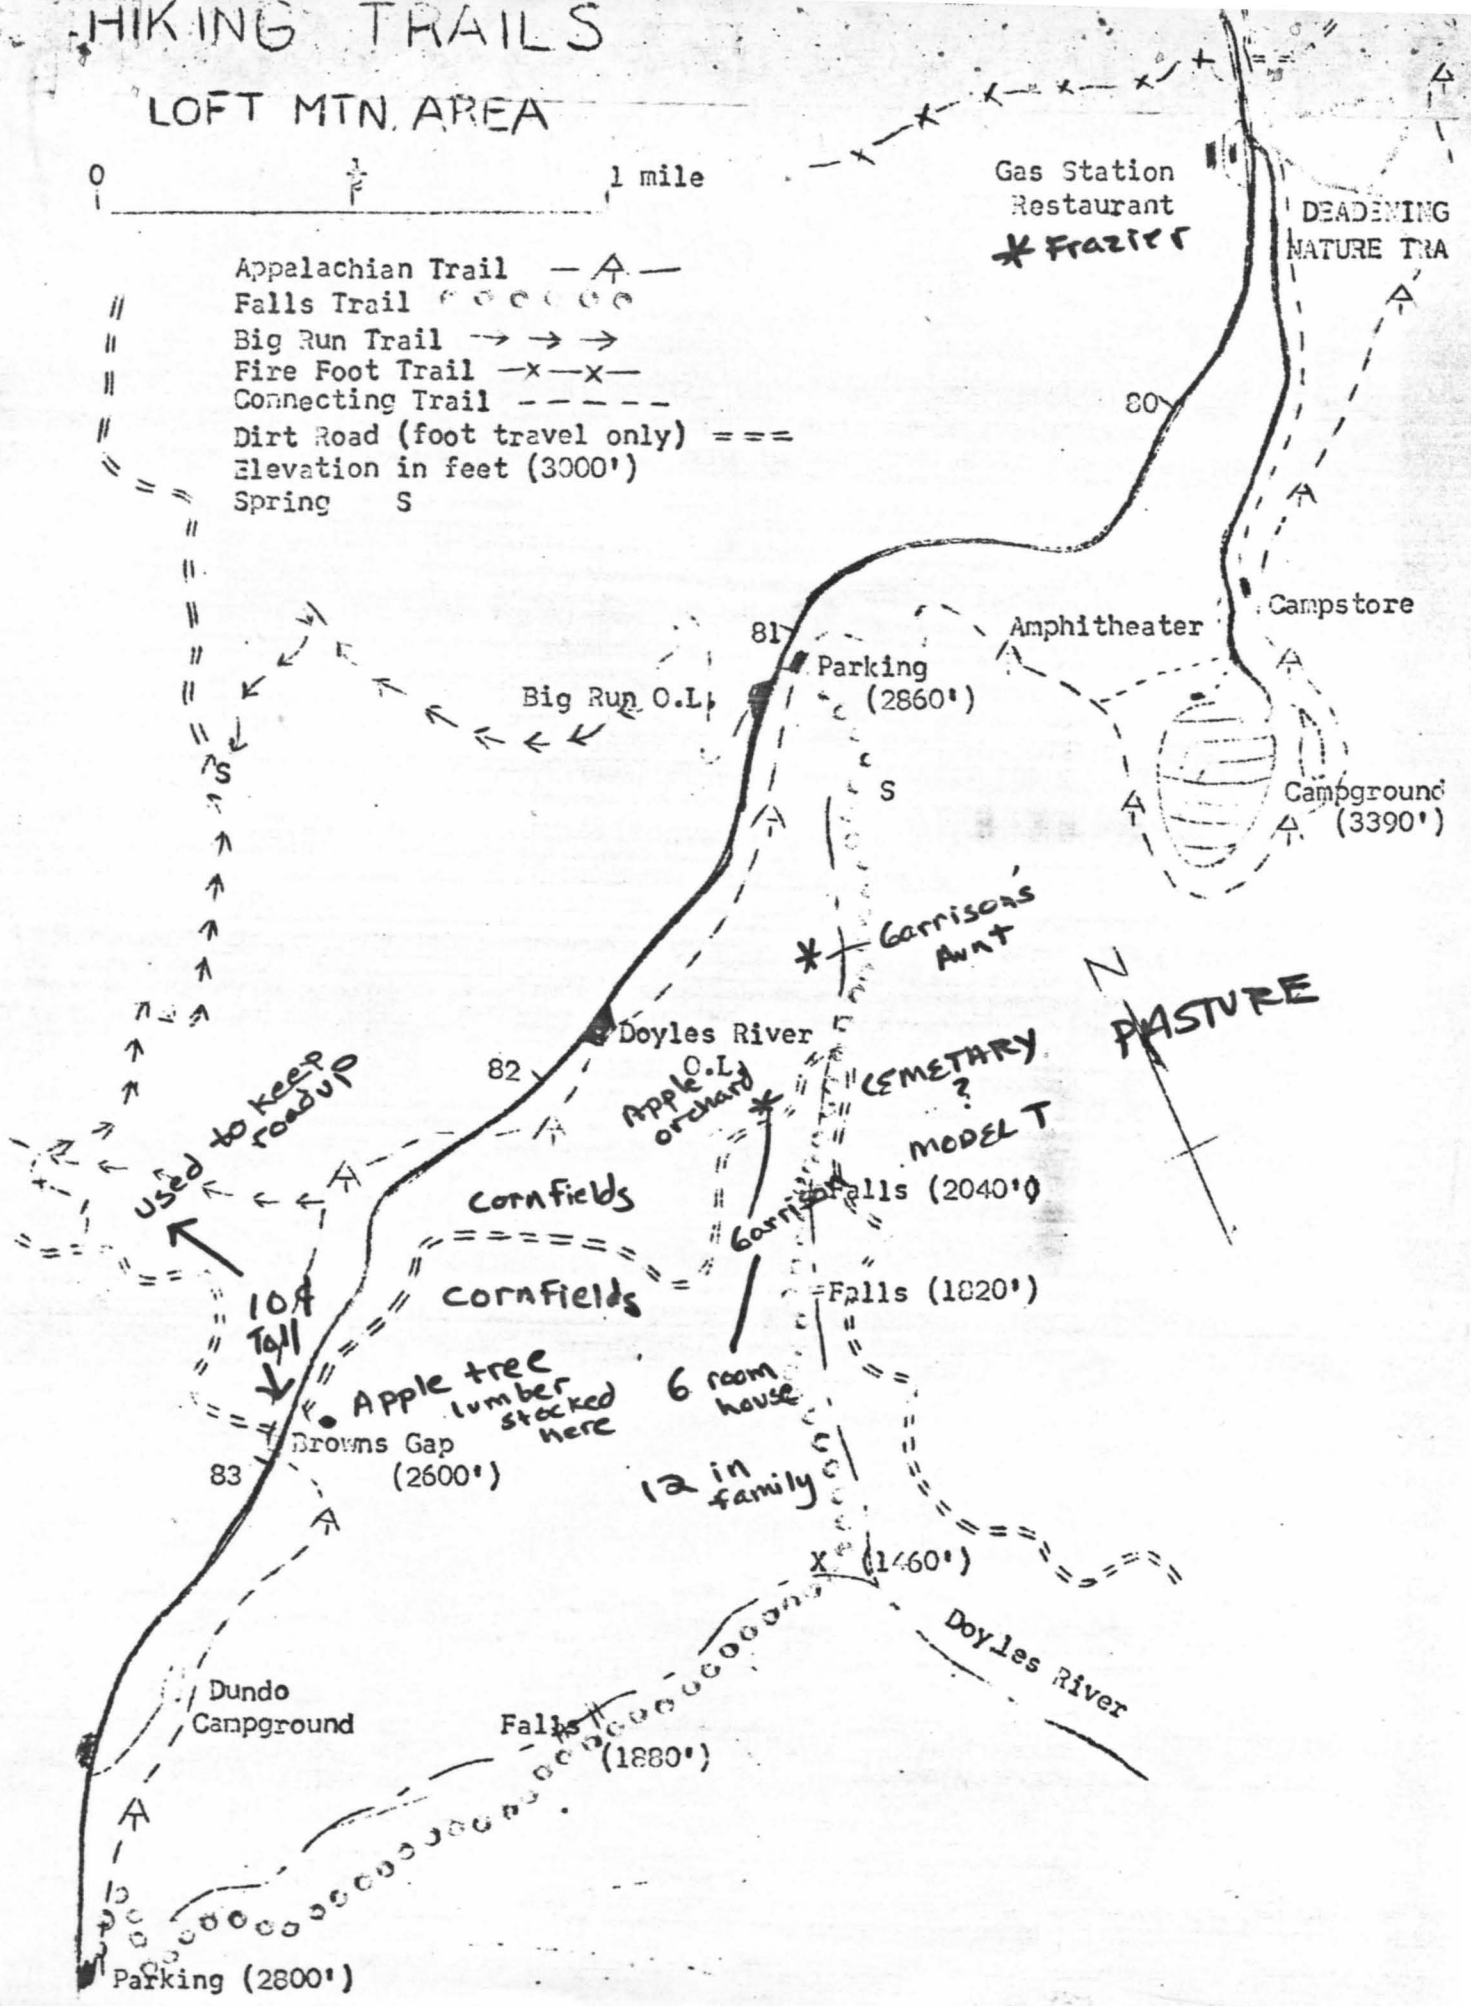 HIKING TRAILS
LOFT MTN. AREA
0 ½ 1 mile
Appalachian Trail
Falls Trail
Big Run Trail
Fire Foot Trail —x—x—
Connecting Trail - - - - -
Dirt Road (foot travel only) ===
Elevation in feet (3000')
Spring S
Gas Station
Restaurant
* Frazier
DEADENING
NATURE TRA
80
81
Parking
(2860')
Big Run O.L.
Amphitheater
Campstore
S
S
Campground
(3390')
Garrison's
Aunt
N
PASTURE
Doyles River
O.L.
82
Apple
orchard
CEMETARY
?
MODEL T
used to keep
road up
Cornfields
Garrison
Falls (2040')
Cornfields
Falls (1820')
10¢
Toll
Apple tree
lumber
stocked
here
6 room
house
Browns Gap
(2600')
83
12 in
family
X (1460')
Doyles River
Dundo
Campground
Falls
(1880')
Parking (2800')